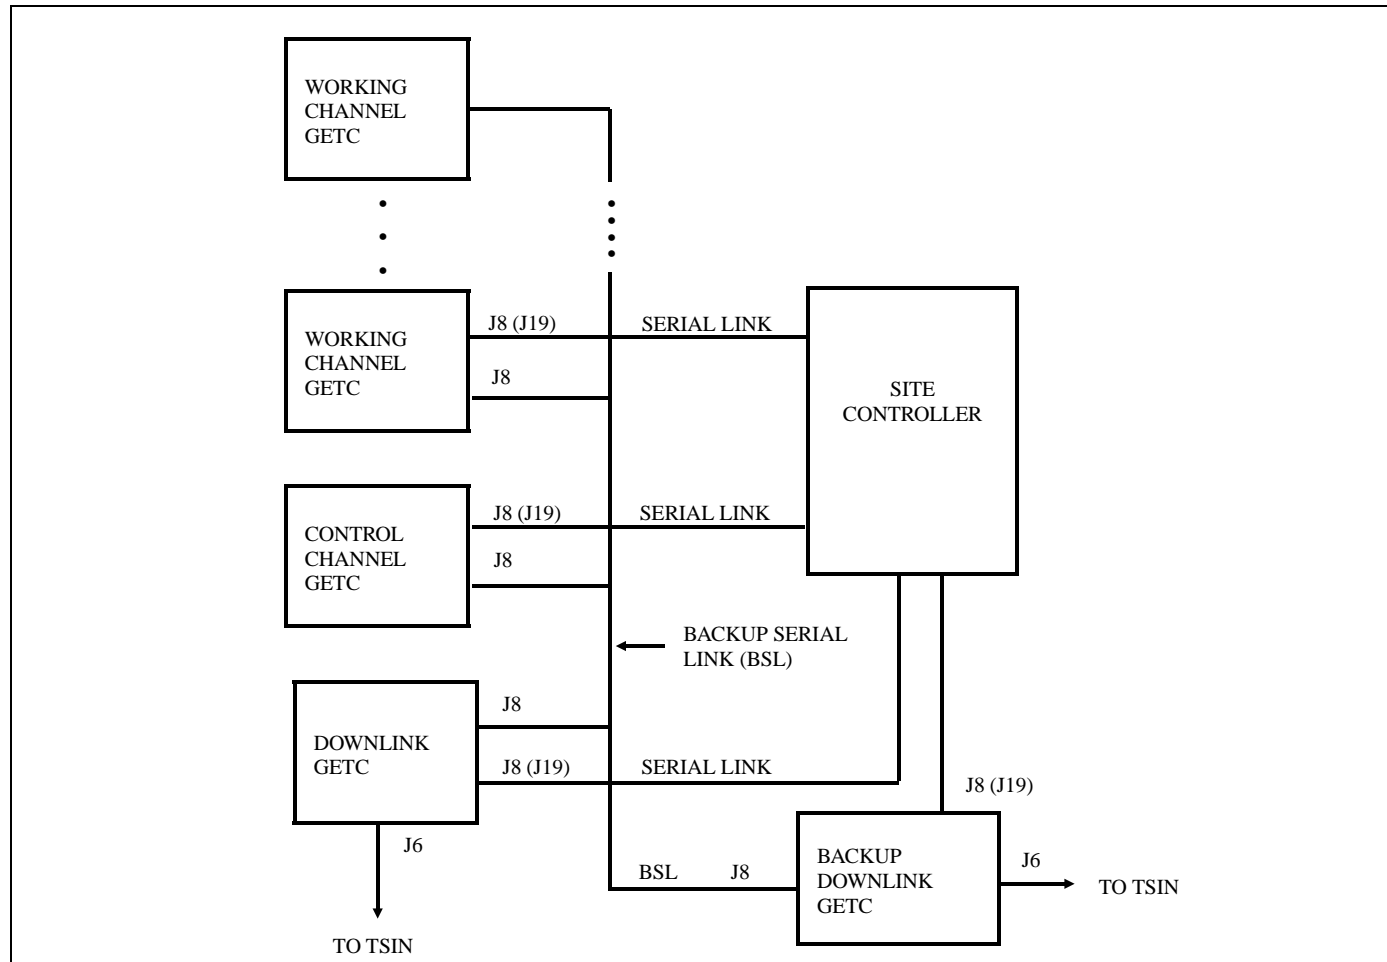 WORKING
CHANNEL
GETC
WORKING
CHANNEL
GETC
J8 (J19)
SERIAL LINK
J8
SITE
CONTROLLER
CONTROL
CHANNEL
GETC
J8 (J19)
SERIAL LINK
J8
BACKUP SERIAL
LINK (BSL)
DOWNLINK
GETC
J8
J8 (J19)
SERIAL LINK
J6
TO TSIN
J8 (J19)
BSL
J8
BACKUP
DOWNLINK
GETC
J6
TO TSIN